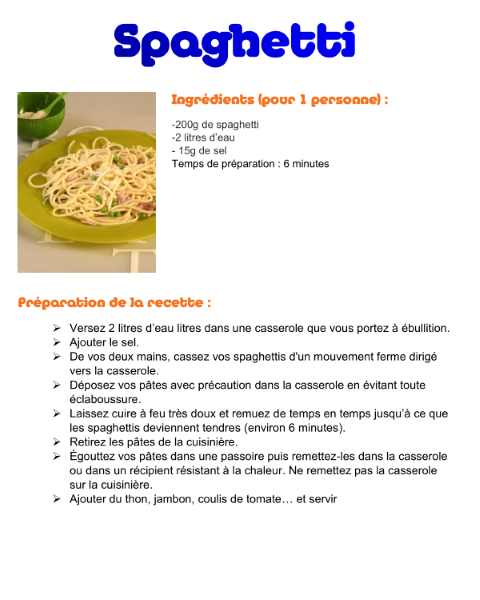 Spaghetti
Ingrédients (pour 1 personne) :
-200g de spaghetti
-2 litres d'eau
- 15g de sel
Temps de préparation : 6 minutes
Préparation de la recette :
➢ Versez 2 litres d'eau litres dans une casserole que vous portez à ébullition.
➢ Ajouter le sel.
➢ De vos deux mains, cassez vos spaghettis d'un mouvement ferme dirigé
vers la casserole.
➢ Déposez vos pâtes avec précaution dans la casserole en évitant toute
éclaboussure.
➢ Laissez cuire à feu très doux et remuez de temps en temps jusqu'à ce que
les spaghettis deviennent tendres (environ 6 minutes).
➢ Retirez les pâtes de la cuisinière.
➢ Égouttez vos pâtes dans une passoire puis remettez-les dans la casserole
ou dans un récipient résistant à la chaleur. Ne remettez pas la casserole
sur la cuisinière.
➢ Ajouter du thon, jambon, coulis de tomate… et servir